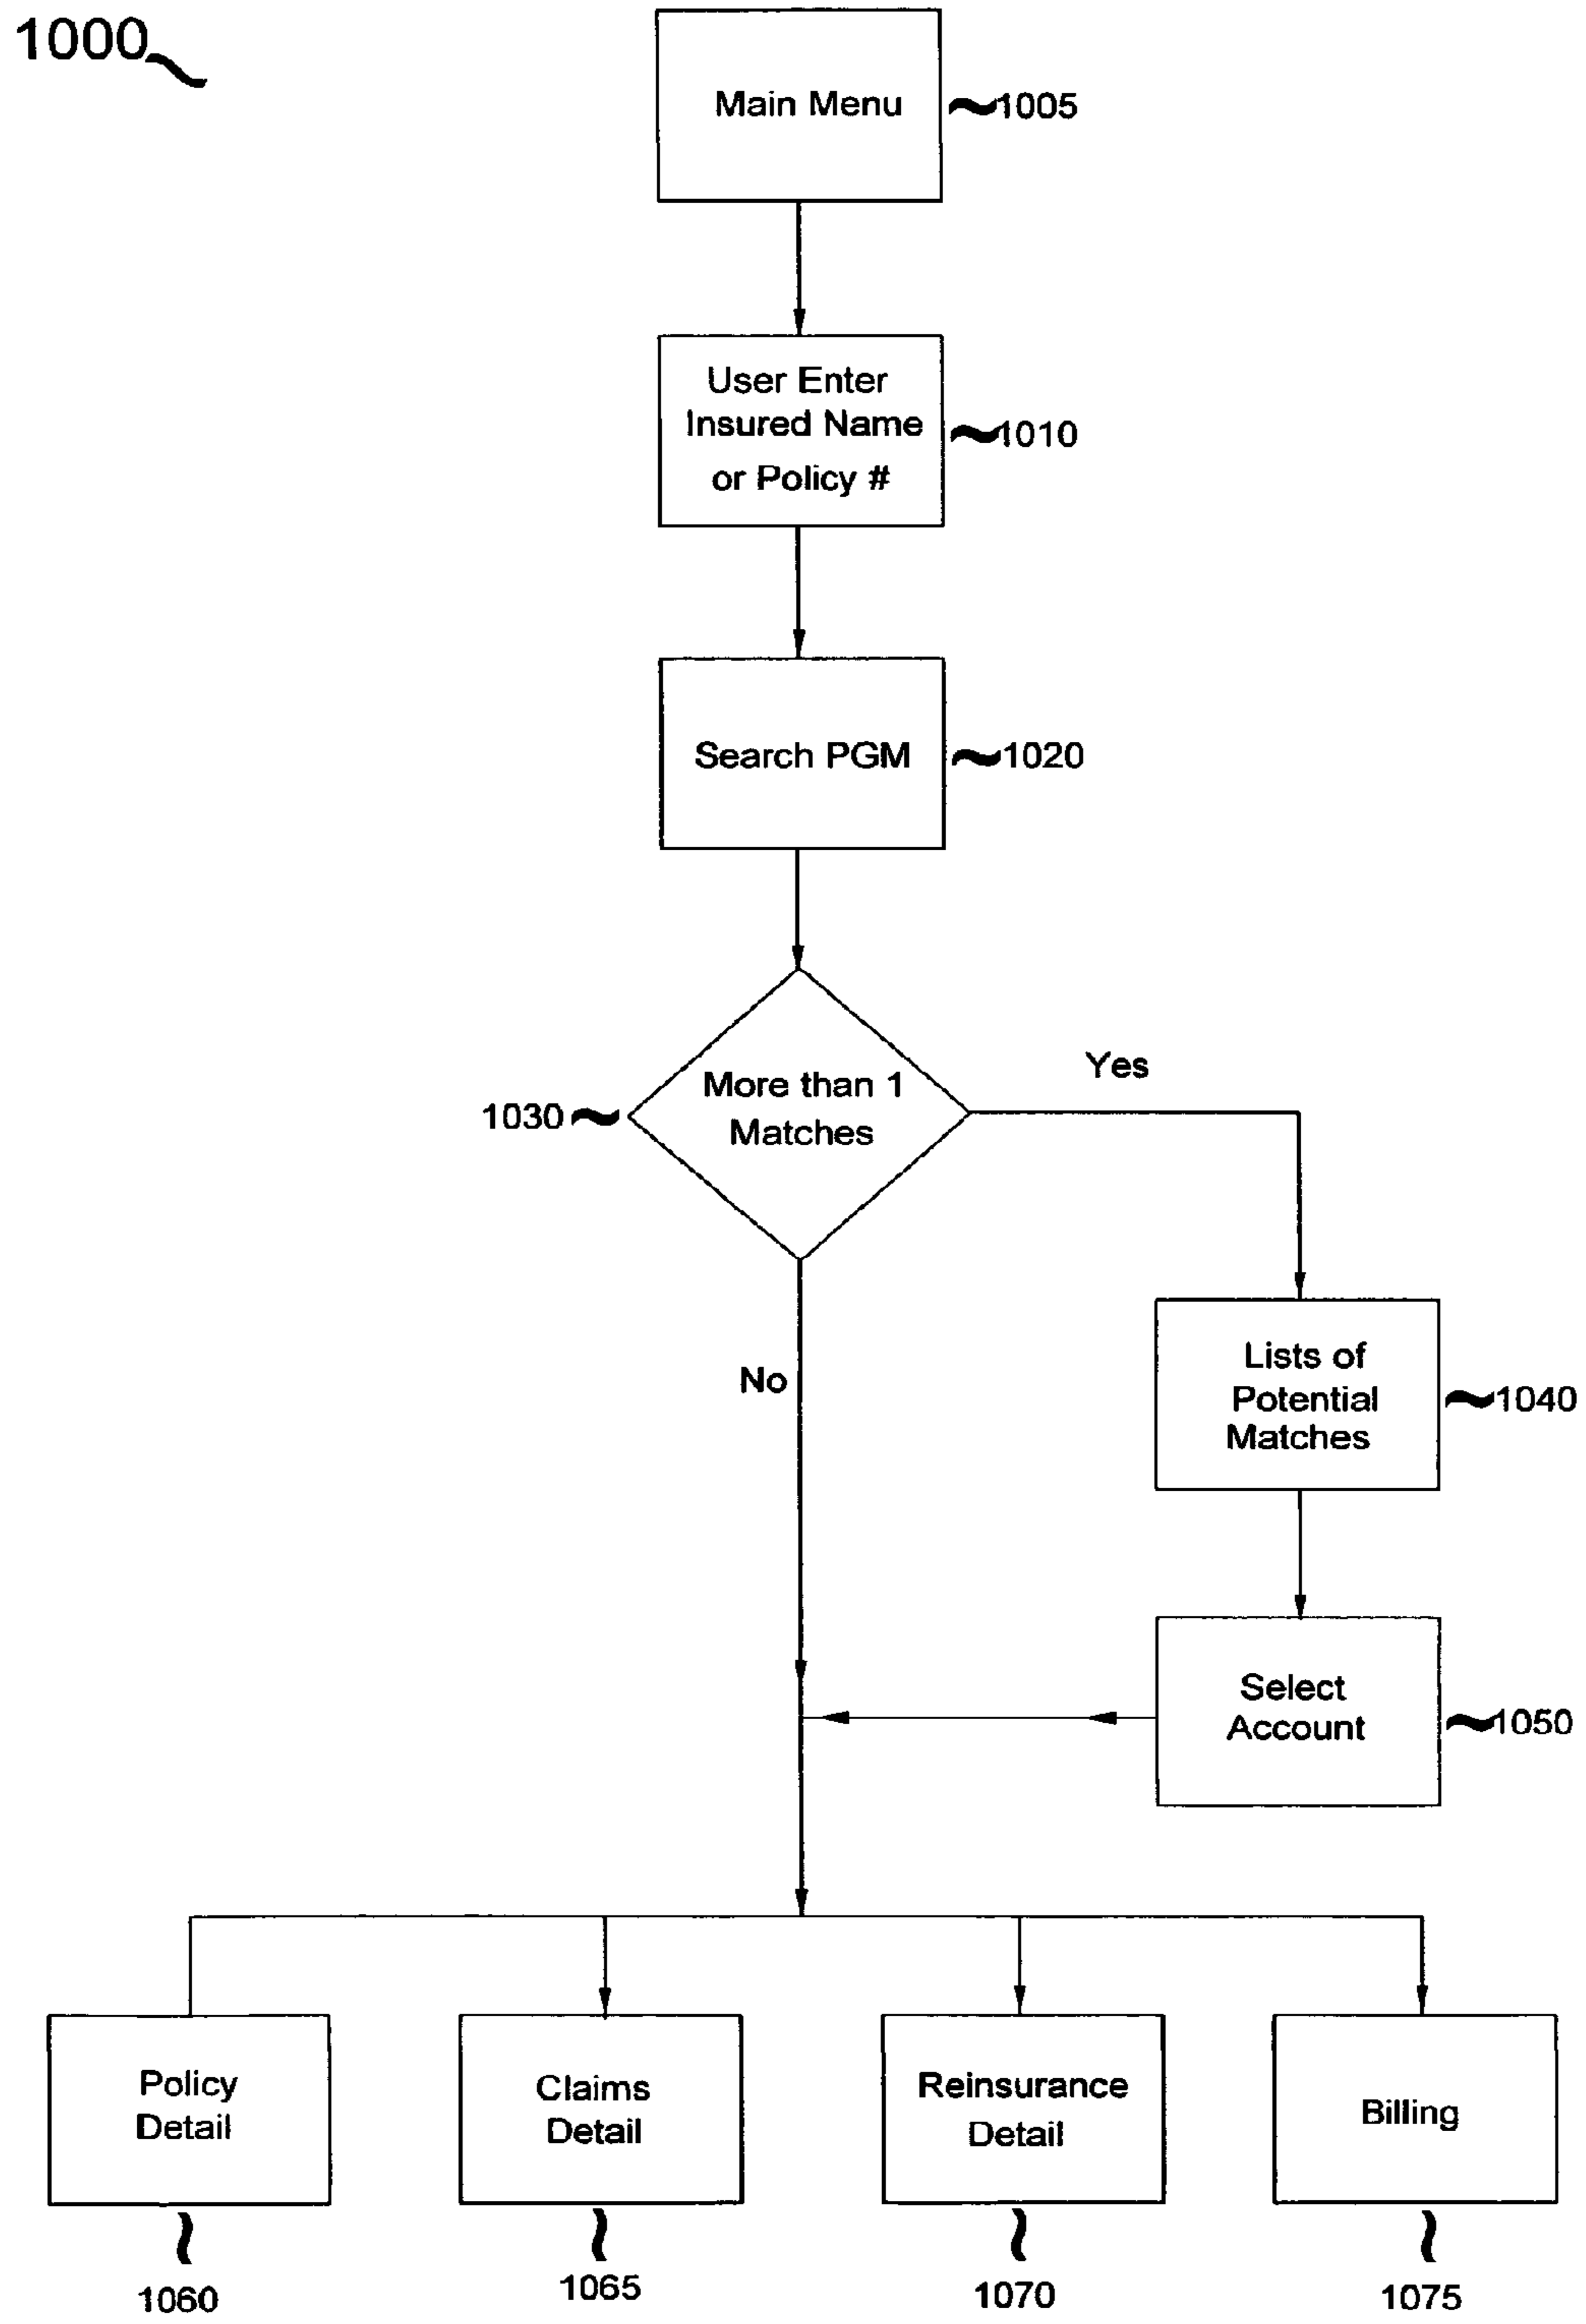 1000
Main Menu
1005
User Enter
Insured Name
or Policy #
1010
Search PGM
1020
More than 1
Matches
1030
Yes
No
Lists of
Potential
Matches
1040
Select
Account
1050
Policy
Detail
Claims
Detail
Reinsurance
Detail
Billing
1060
1065
1070
1075